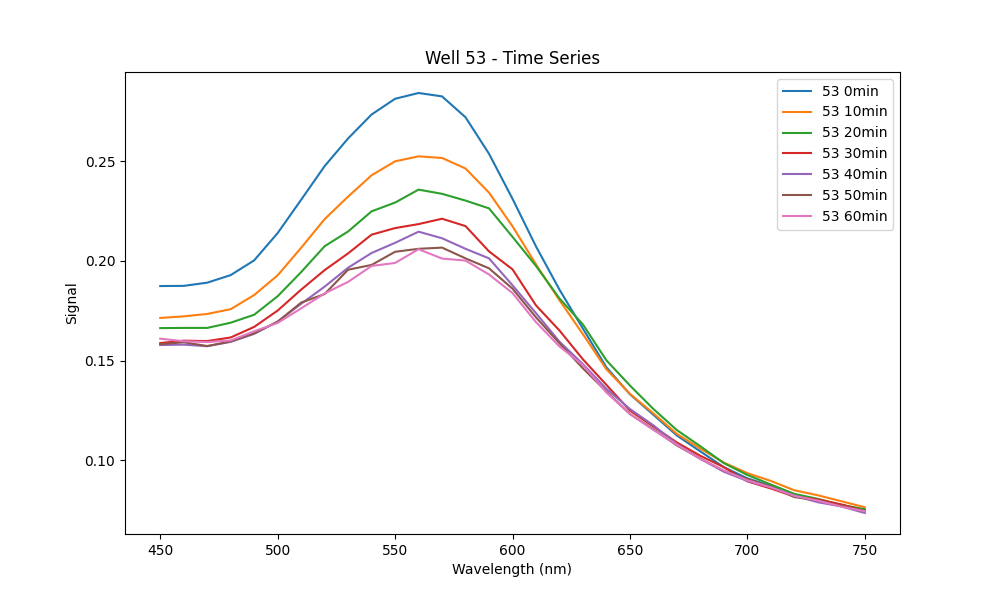 Well 53 - Time Series
53 0min
53 10min
53 20min
53 30min
53 40min
53 50min
53 60min
0.25
0.20
0.15
0.10
Signal
450 500 550 600 650 700 750
Wavelength (nm)